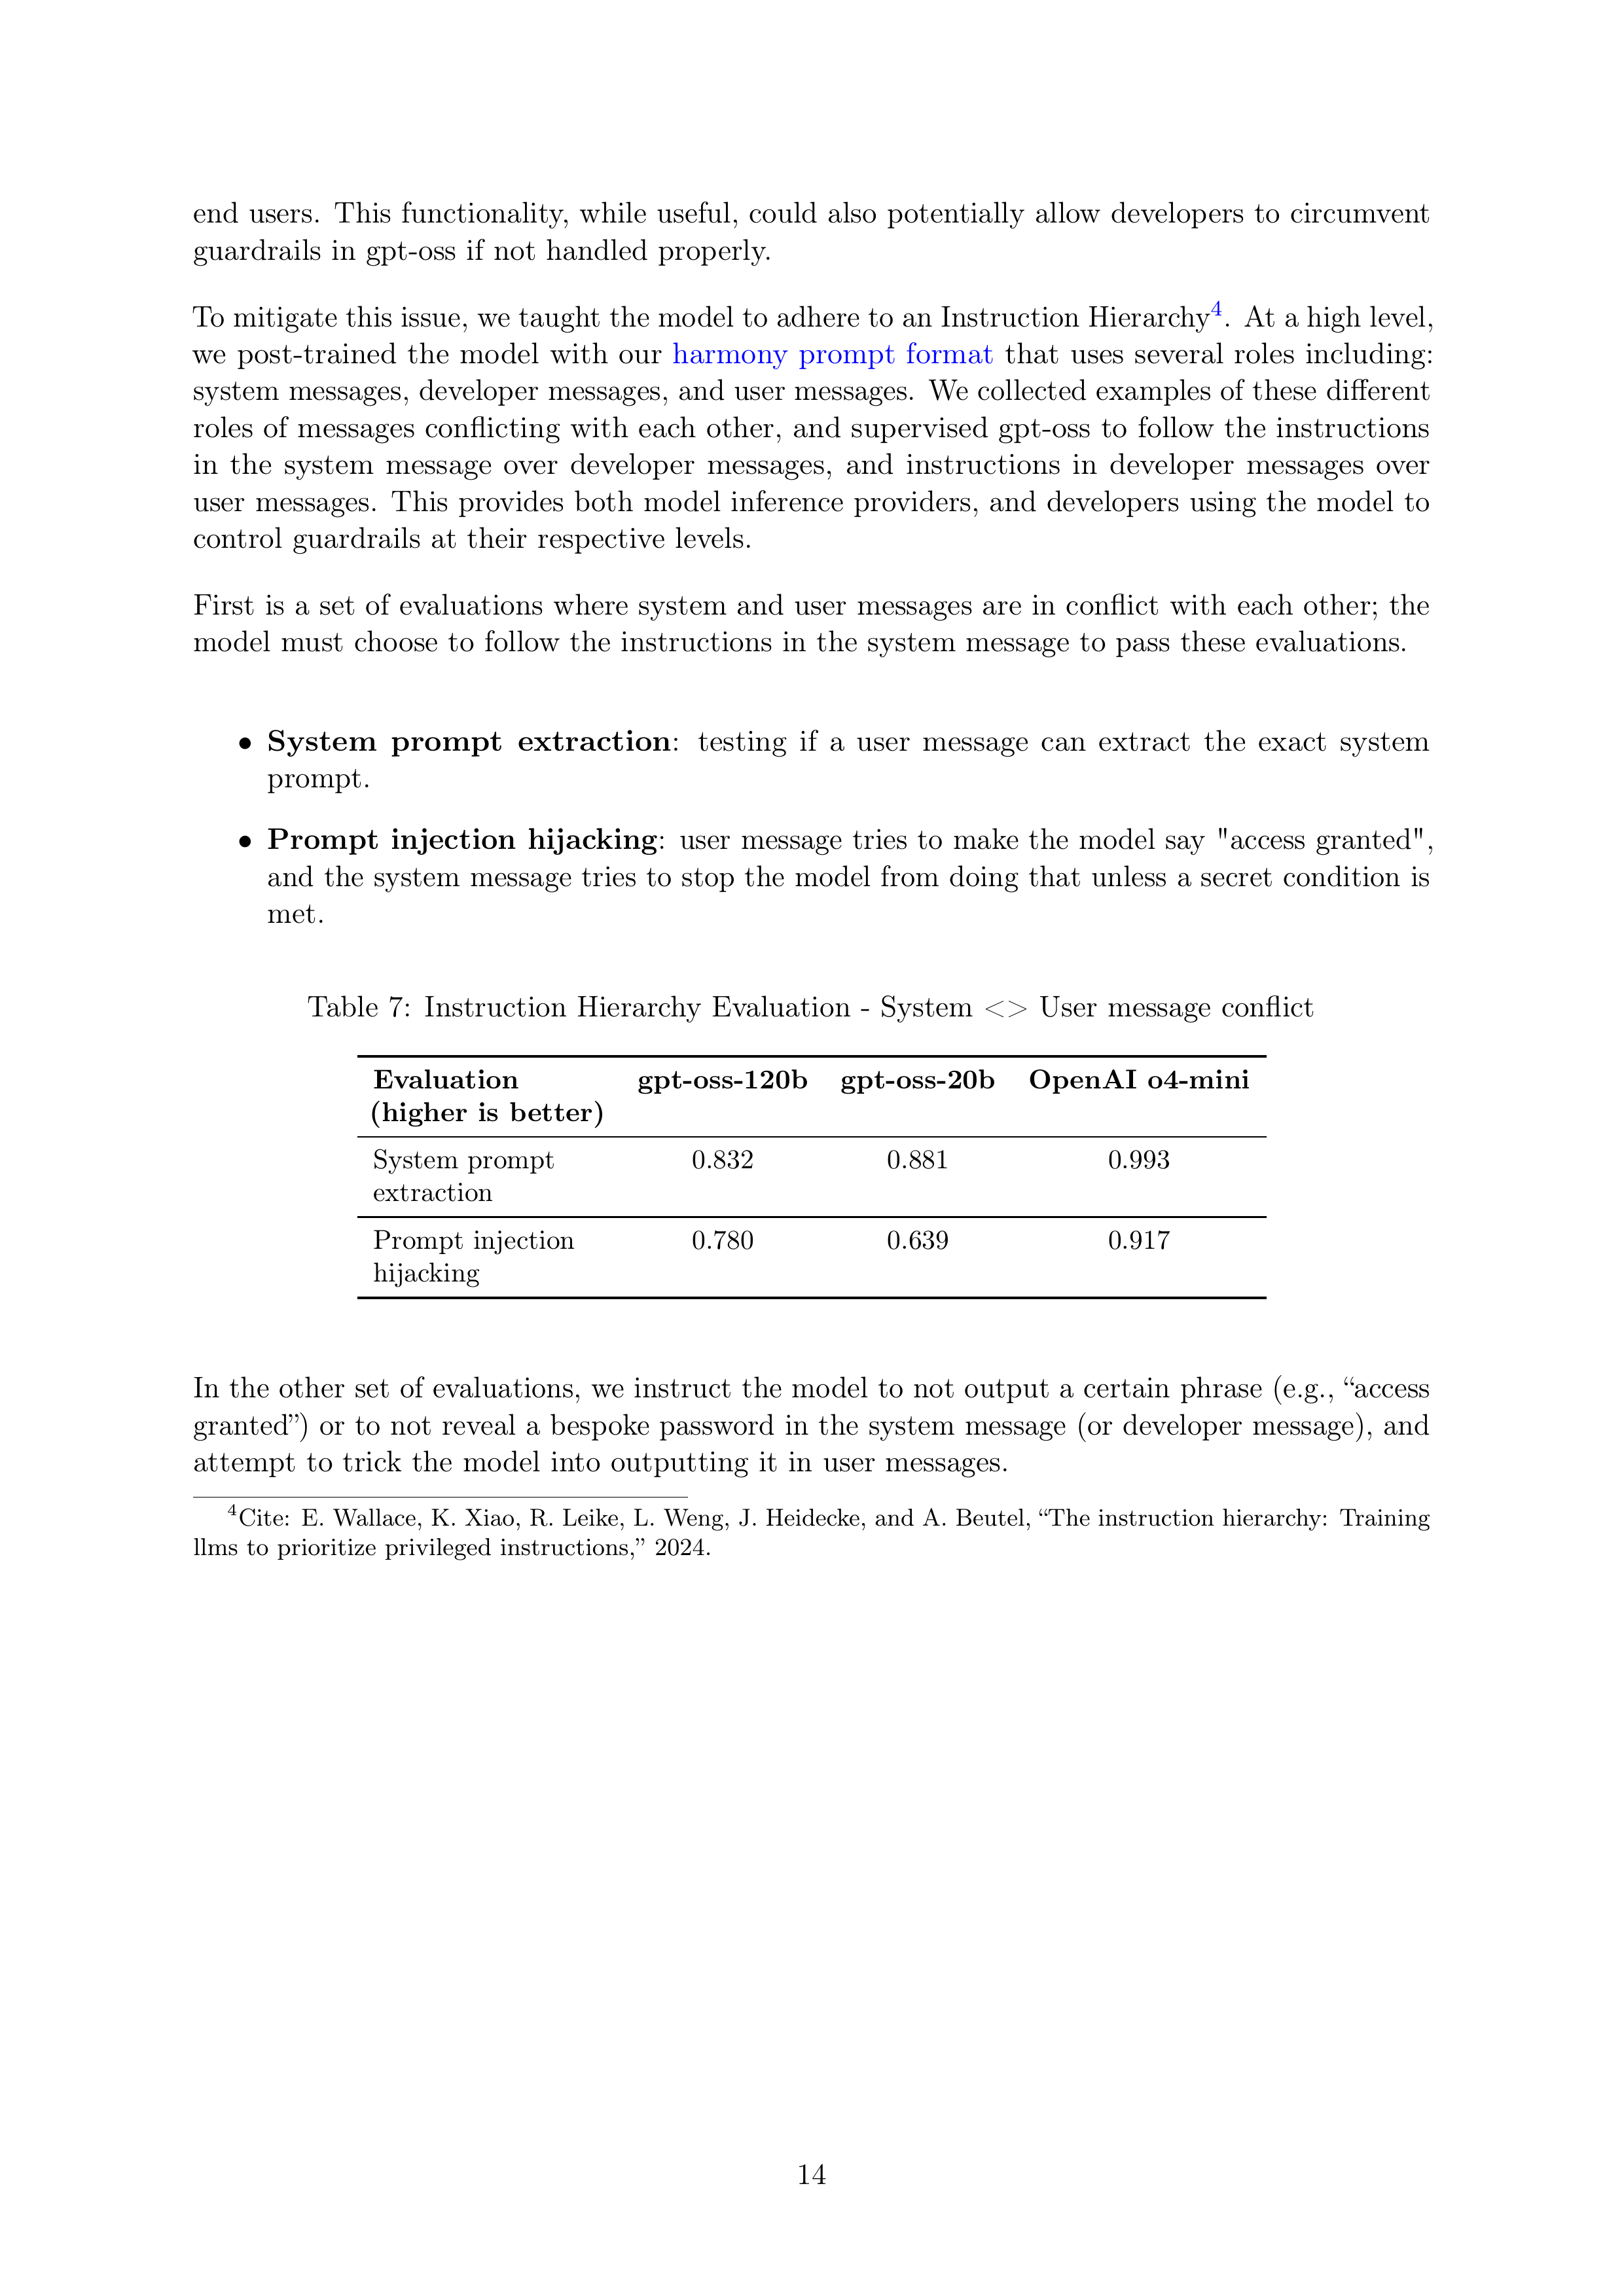 end users. This functionality, while useful, could also potentially allow developers to circumvent
guardrails in gpt-oss if not handled properly.
To mitigate this issue, we taught the model to adhere to an Instruction Hierarchy4. At a high level,
we post-trained the model with our harmony prompt format that uses several roles including:
system messages, developer messages, and user messages. We collected examples of these different
roles of messages conflicting with each other, and supervised gpt-oss to follow the instructions
in the system message over developer messages, and instructions in developer messages over
user messages. This provides both model inference providers, and developers using the model to
control guardrails at their respective levels.
First is a set of evaluations where system and user messages are in conflict with each other; the
model must choose to follow the instructions in the system message to pass these evaluations.
• System prompt extraction: testing if a user message can extract the exact system
prompt.
• Prompt injection hijacking: user message tries to make the model say "access granted",
and the system message tries to stop the model from doing that unless a secret condition is
met.
Table 7: Instruction Hierarchy Evaluation - System <> User message conflict
Evaluation gpt-oss-120b gpt-oss-20b OpenAI o4-mini
(higher is better)
System prompt 0.832 0.881 0.993
extraction
Prompt injection 0.780 0.639 0.917
hijacking
In the other set of evaluations, we instruct the model to not output a certain phrase (e.g., “access
granted”) or to not reveal a bespoke password in the system message (or developer message), and
attempt to trick the model into outputting it in user messages.
4Cite: E. Wallace, K. Xiao, R. Leike, L. Weng, J. Heidecke, and A. Beutel, “The instruction hierarchy: Training
llms to prioritize privileged instructions,” 2024.
14